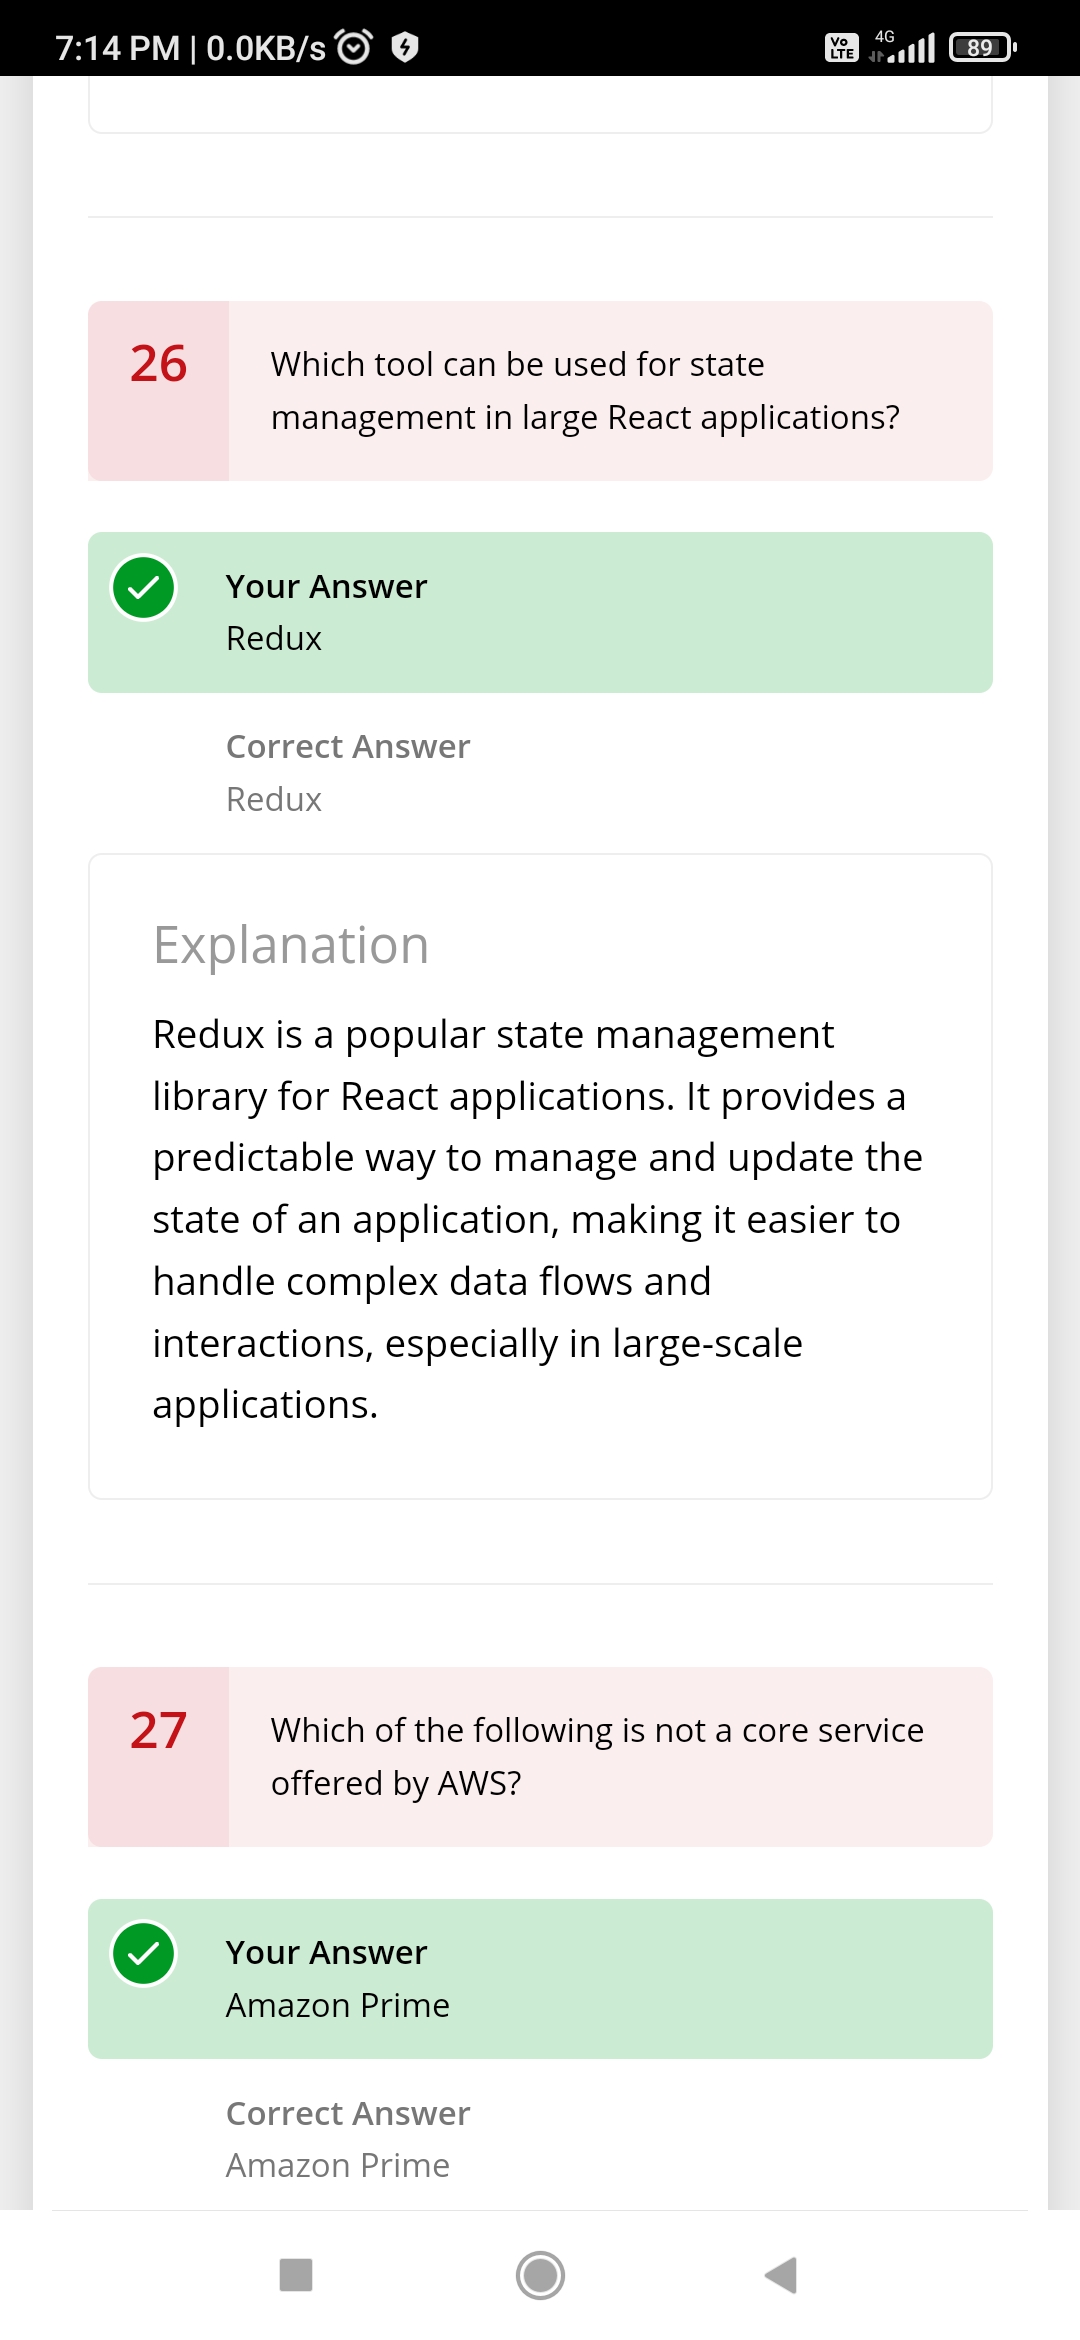 7:14 PM | 0.0KB/s
Vo LTE 4G 89
26
Which tool can be used for state
management in large React applications?
Your Answer
Redux
Correct Answer
Redux
Explanation
Redux is a popular state management
library for React applications. It provides a
predictable way to manage and update the
state of an application, making it easier to
handle complex data flows and
interactions, especially in large-scale
applications.
27
Which of the following is not a core service
offered by AWS?
Your Answer
Amazon Prime
Correct Answer
Amazon Prime